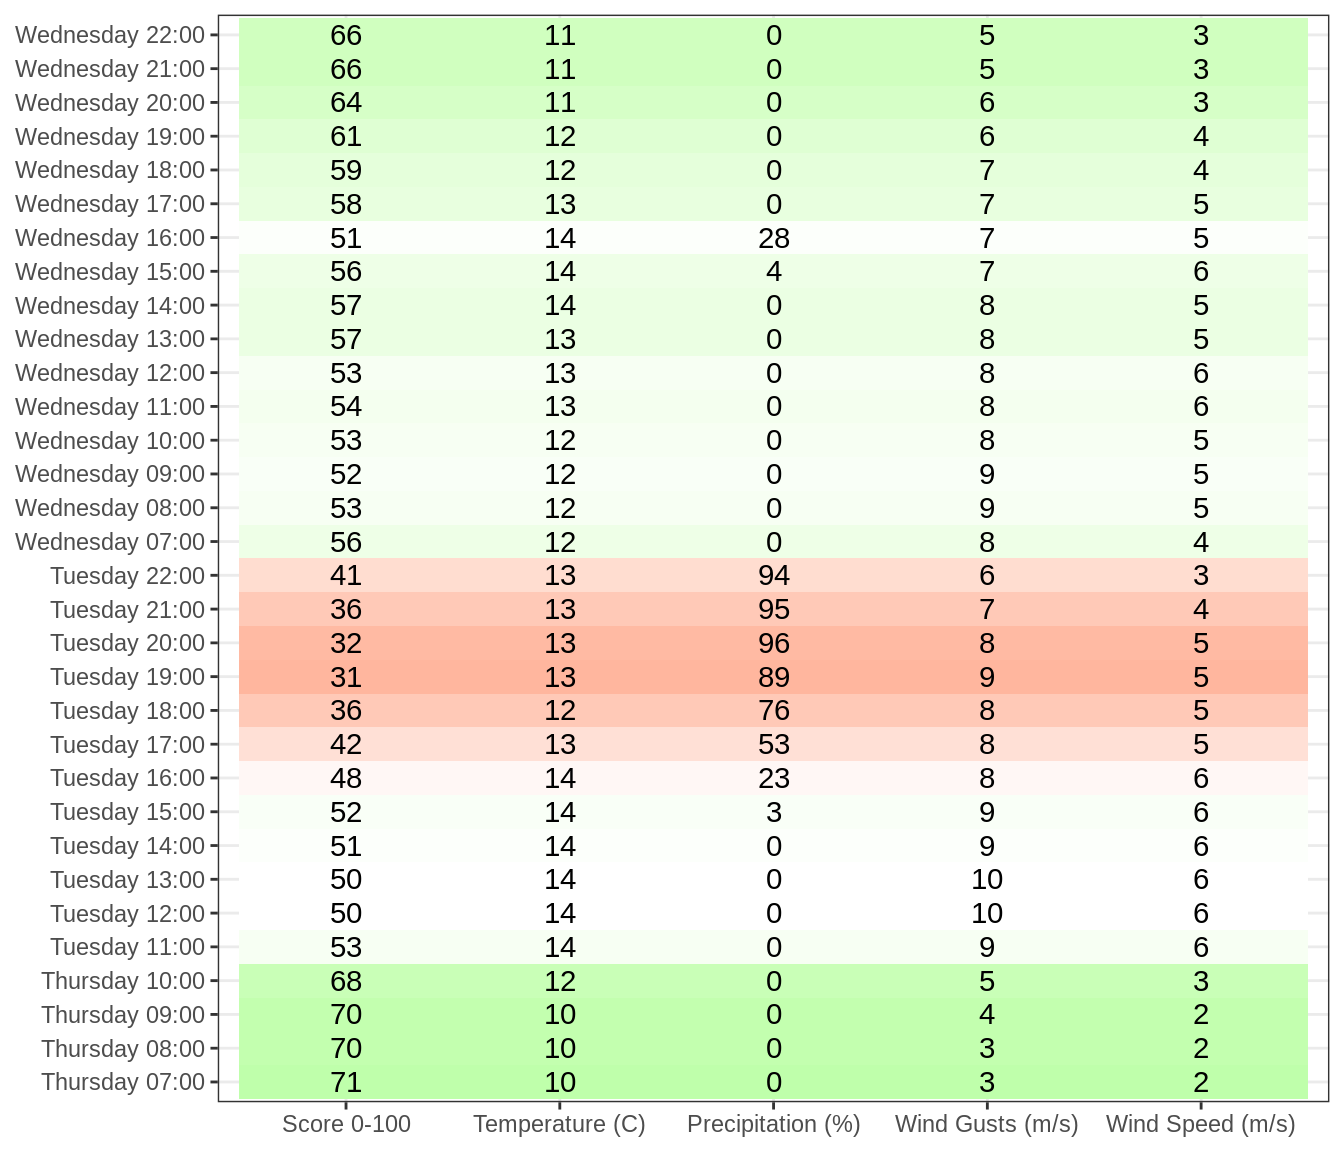 Wednesday 22:00 66 11 0 5 3
Wednesday 21:00 66 11 0 5 3
Wednesday 20:00 64 11 0 6 3
Wednesday 19:00 61 12 0 6 4
Wednesday 18:00 59 12 0 7 4
Wednesday 17:00 58 13 0 7 5
Wednesday 16:00 51 14 28 7 5
Wednesday 15:00 56 14 4 7 6
Wednesday 14:00 57 14 0 8 5
Wednesday 13:00 57 13 0 8 5
Wednesday 12:00 53 13 0 8 6
Wednesday 11:00 54 13 0 8 6
Wednesday 10:00 53 12 0 8 5
Wednesday 09:00 52 12 0 9 5
Wednesday 08:00 53 12 0 9 5
Wednesday 07:00 56 12 0 8 4
Tuesday 22:00 41 13 94 6 3
Tuesday 21:00 36 13 95 7 4
Tuesday 20:00 32 13 96 8 5
Tuesday 19:00 31 13 89 9 5
Tuesday 18:00 36 12 76 8 5
Tuesday 17:00 42 13 53 8 5
Tuesday 16:00 48 14 23 8 6
Tuesday 15:00 52 14 3 9 6
Tuesday 14:00 51 14 0 9 6
Tuesday 13:00 50 14 0 10 6
Tuesday 12:00 50 14 0 10 6
Tuesday 11:00 53 14 0 9 6
Thursday 10:00 68 12 0 5 3
Thursday 09:00 70 10 0 4 2
Thursday 08:00 70 10 0 3 2
Thursday 07:00 71 10 0 3 2
Score 0-100 Temperature (C) Precipitation (%) Wind Gusts (m/s) Wind Speed (m/s)